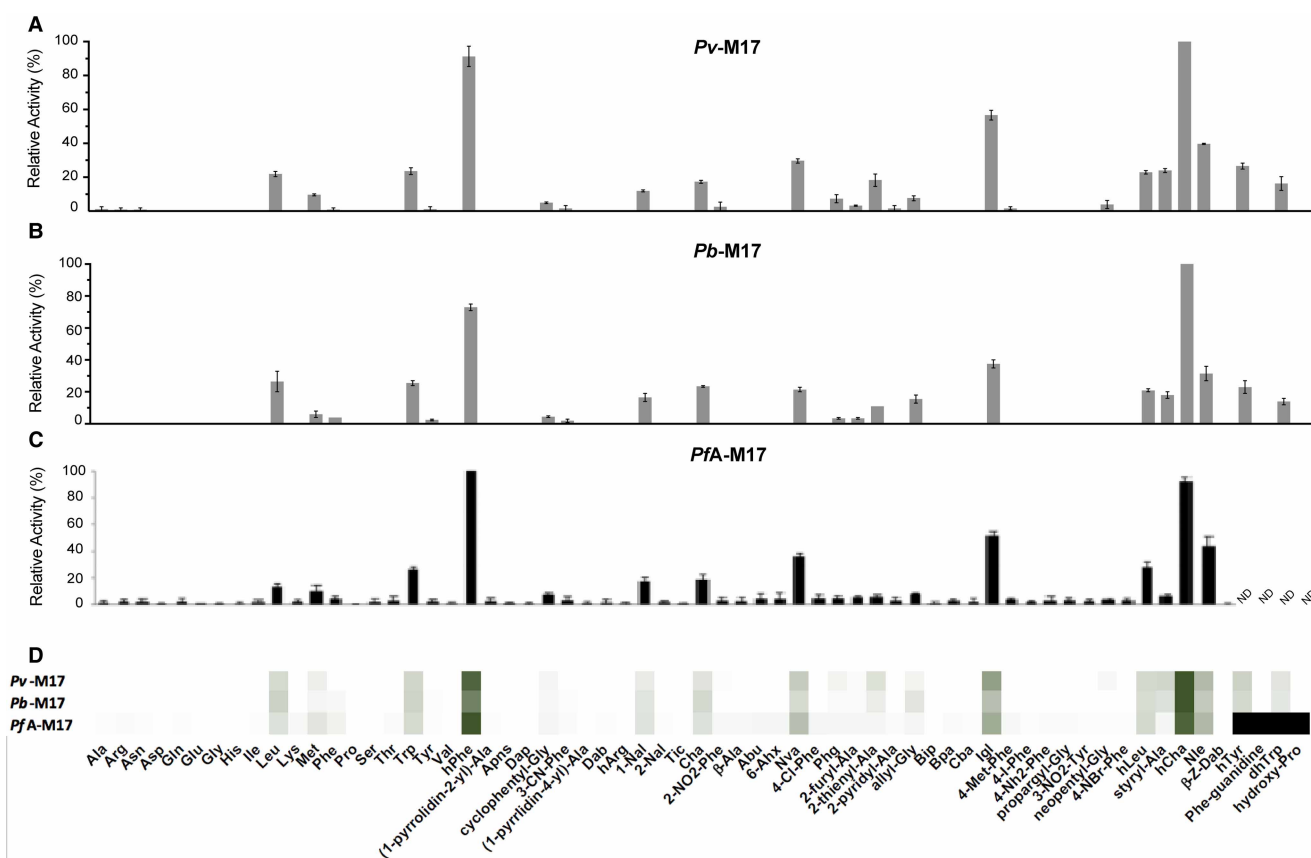 A
Pv-M17
Relative Activity (%)
100
80
60
40
20
0
B
Pb-M17
Relative Activity (%)
100
80
60
40
20
0
C
PfA-M17
Relative Activity (%)
100
80
60
40
20
0
ND
ND
ND
ND
D
Pv-M17
Pb-M17
PfA-M17
Ala
Arg
Asn
Asp
Gln
Glu
Gly
His
Ile
Leu
Lys
Met
Phe
Pro
Ser
Thr
Trp
Tyr
Val
hPhe
(1-pyrrolidin-2-yl)-Ala
Apns
Dap
cyclophentyl-Gly
3-CN-Phe
(1-pyrrlidin-4-yl)-Ala
Dab
hArg
1-Nal
2-Nal
Tic
Cha
2-NO2-Phe
β-Ala
Abu
6-Ahx
Nva
4-Cl-Phe
Phg
2-furyl-Ala
2-thienyl-Ala
2-pyridyl-Ala
allyl-Gly
Bip
Bpa
Cba
Igl
4-Met-Phe
4-I-Phe
4-Nh2-Phe
propargyl-Gly
3-NO2-Tyr
neopentyl-Gly
4-NBr-Phe
hLeu
styryl-Ala
hCha
Nle
β-Z-Dab
hTyr
Phe-guanidine
dhTrp
hydroxy-Pro